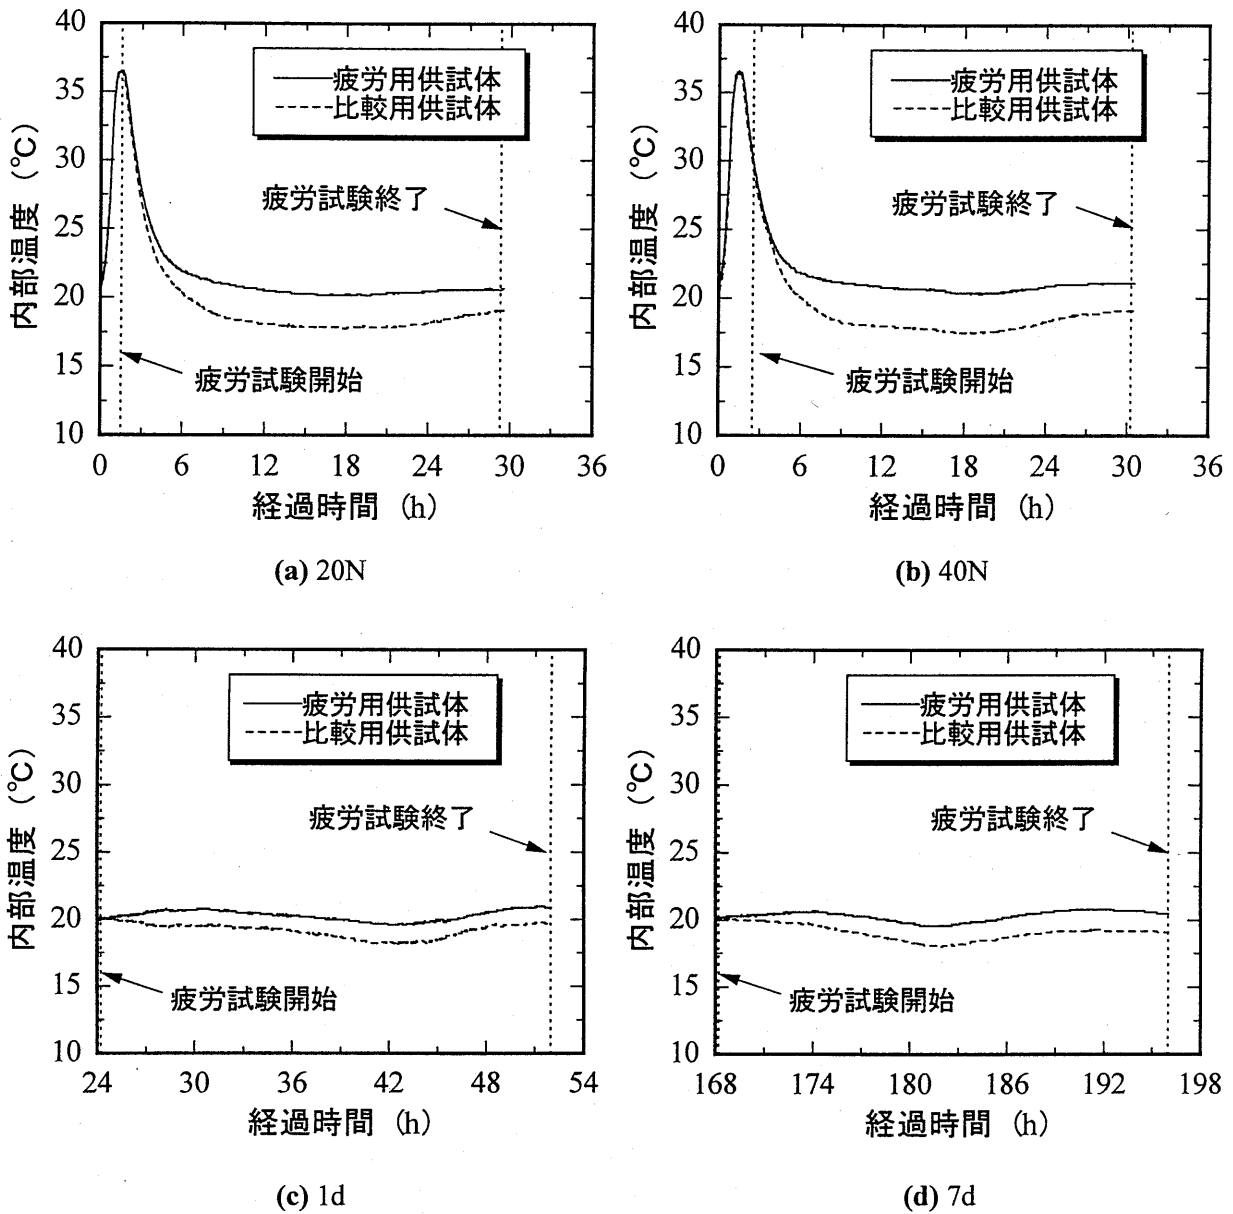 40
35
30
25
20
15
10
内部温度 (℃)
疲労用供試体
比較用供試体
疲労試験終了
疲労試験開始
0 6 12 18 24 30 36
経過時間 (h)
(a) 20N
40
35
30
25
20
15
10
内部温度 (℃)
疲労用供試体
比較用供試体
疲労試験終了
疲労試験開始
0 6 12 18 24 30 36
経過時間 (h)
(b) 40N
40
35
30
25
20
15
10
内部温度 (℃)
疲労用供試体
比較用供試体
疲労試験終了
疲労試験開始
24 30 36 42 48 54
経過時間 (h)
(c) 1d
40
35
30
25
20
15
10
内部温度 (℃)
疲労用供試体
比較用供試体
疲労試験終了
疲労試験開始
168 174 180 186 192 198
経過時間 (h)
(d) 7d